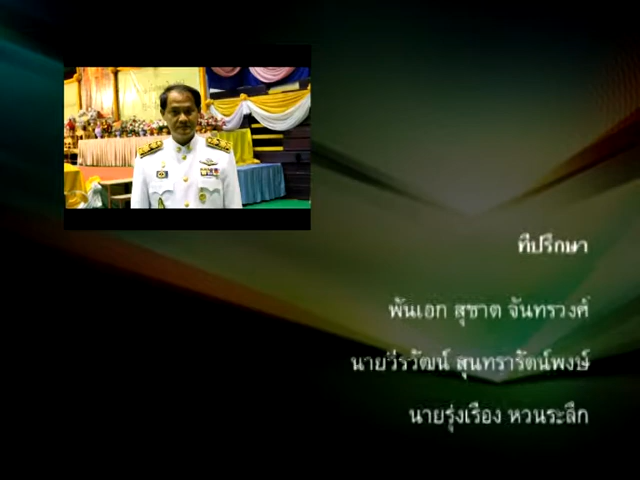 ที่ปรึกษา
พันเอก สุชาต จันทรวงศ์
นายวีรวัฒน์ สุนทรารัตน์พงษ์
นายรุ่งเรือง หวนระลึก